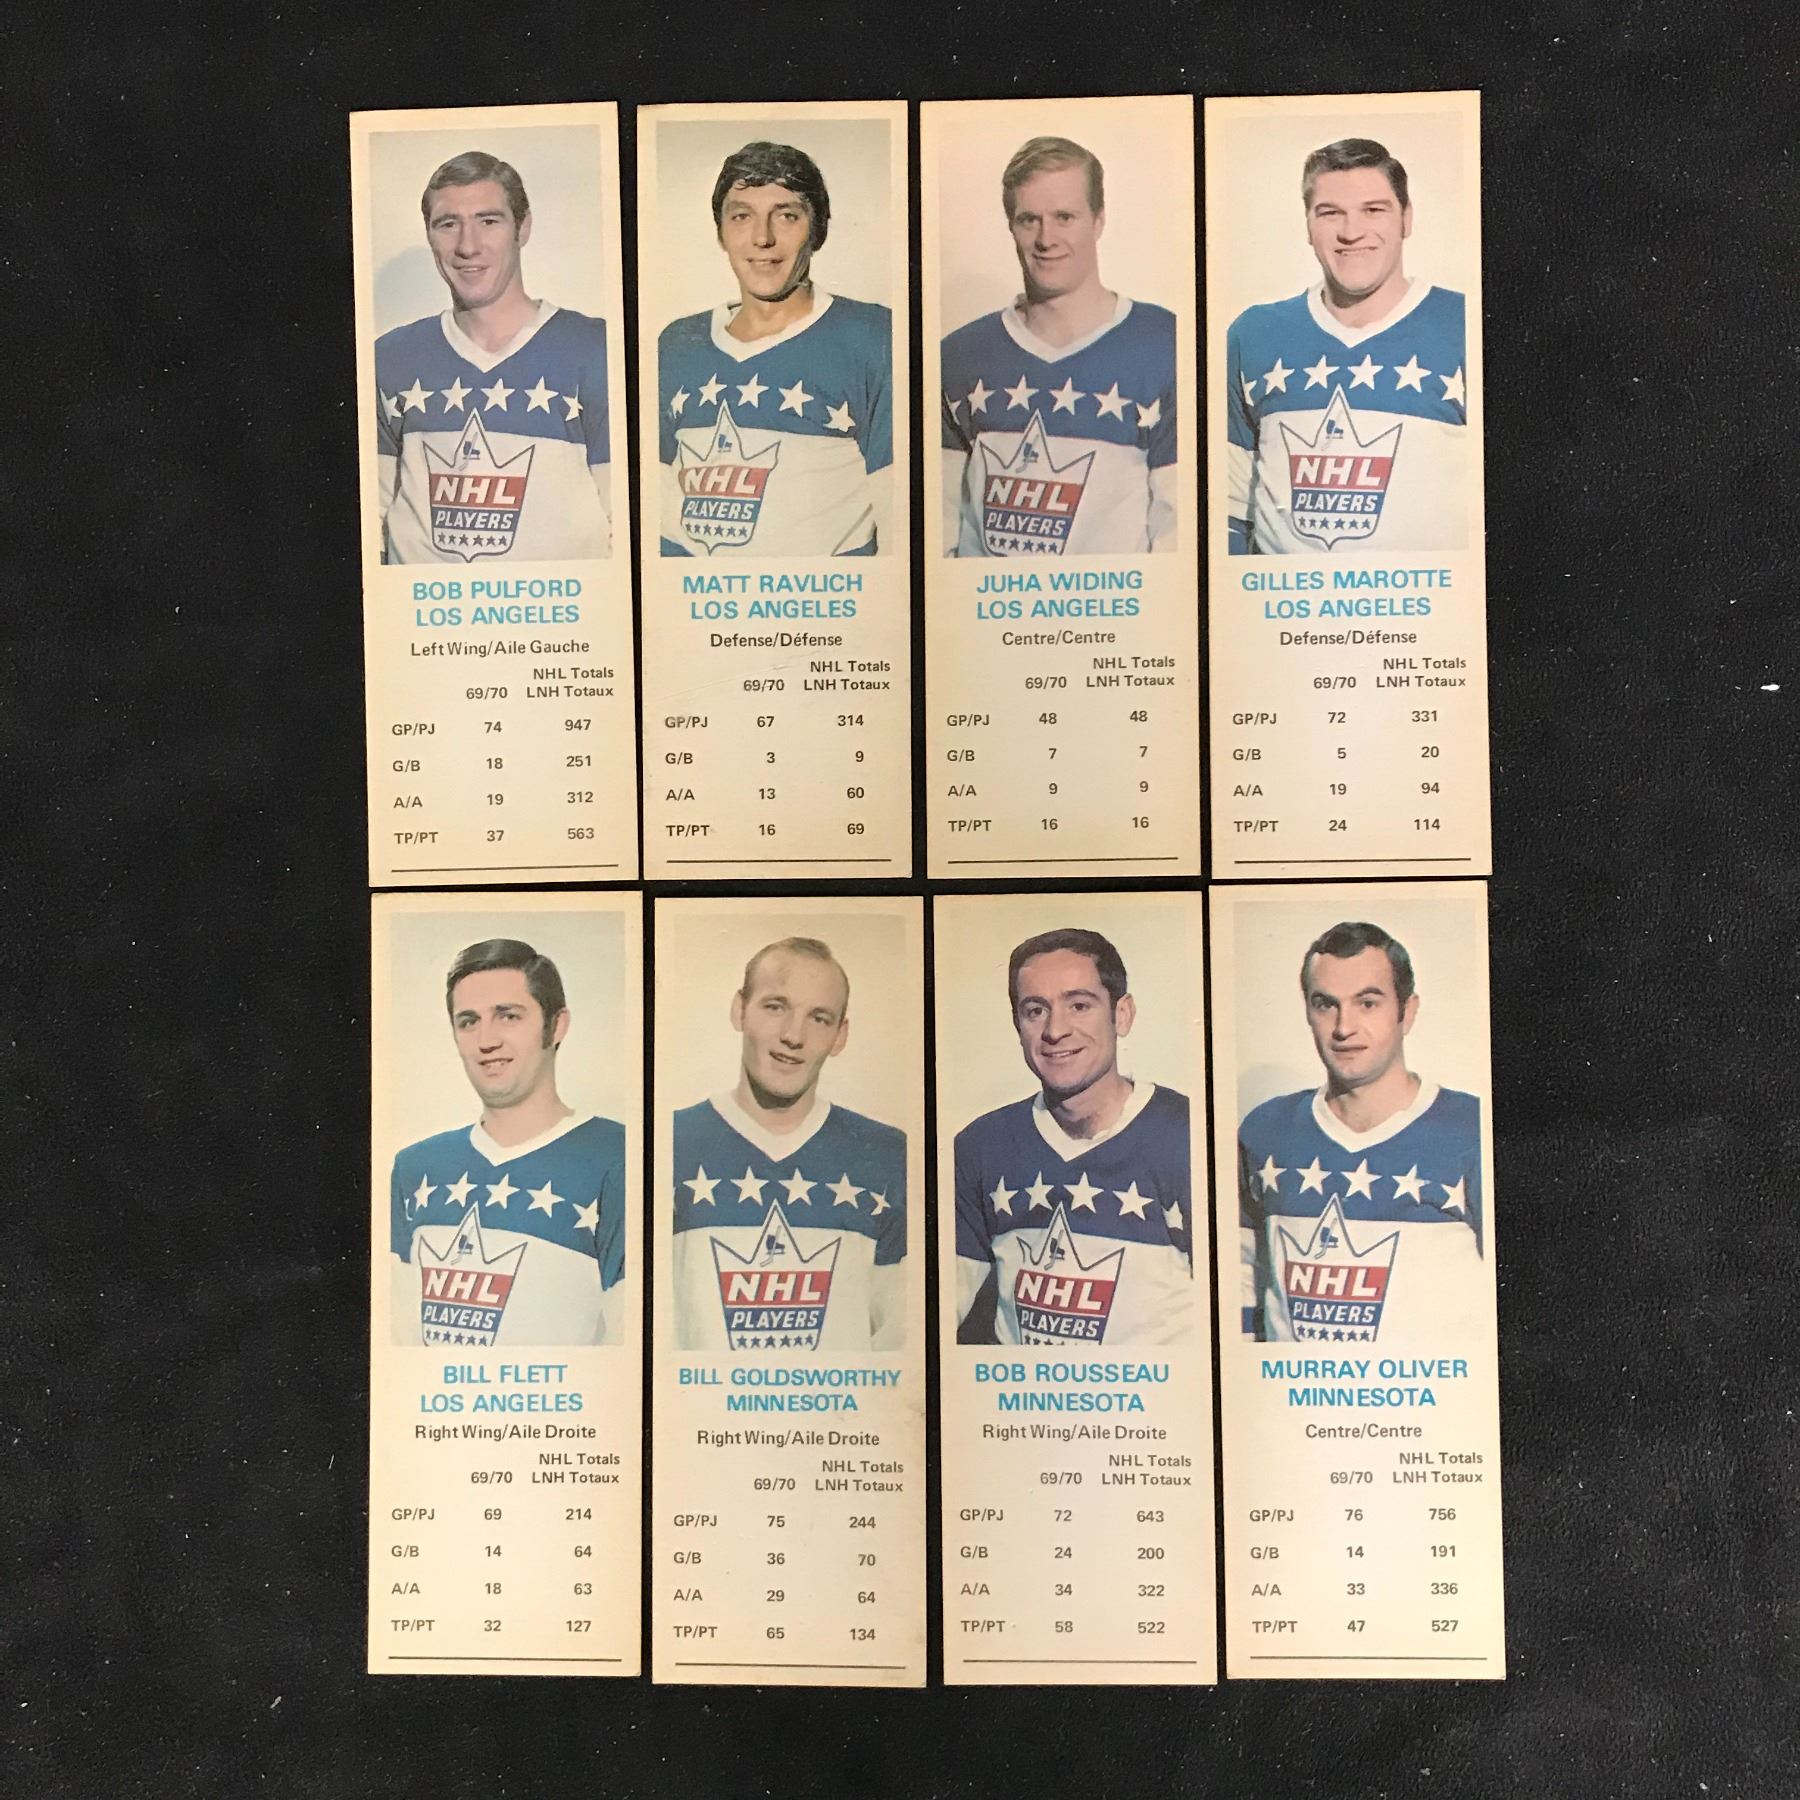 NHL
PLAYERS
BOB PULFORD
LOS ANGELES
Left Wing/Aile Gauche
NHL Totals
69/70 LNH Totaux
GP/PJ 74 947
G/B 18 251
A/A 19 312
TP/PT 37 563
NHL
PLAYERS
MATT RAVLICH
LOS ANGELES
Defense/Défense
NHL Totals
69/70 LNH Totaux
GP/PJ 67 314
G/B 3 9
A/A 13 60
TP/PT 16 69
NHL
PLAYERS
JUHA WIDING
LOS ANGELES
Centre/Centre
NHL Totals
69/70 LNH Totaux
GP/PJ 48 48
G/B 7 7
A/A 9 9
TP/PT 16 16
NHL
PLAYERS
GILLES MAROTTE
LOS ANGELES
Defense/Défense
NHL Totals
69/70 LNH Totaux
GP/PJ 72 331
G/B 5 20
A/A 19 94
TP/PT 24 114
NHL
PLAYERS
BILL FLETT
LOS ANGELES
Right Wing/Aile Droite
NHL Totals
69/70 LNH Totaux
GP/PJ 69 214
G/B 14 64
A/A 18 63
TP/PT 32 127
NHL
PLAYERS
BILL GOLDSWORTHY
MINNESOTA
Right Wing/Aile Droite
NHL Totals
69/70 LNH Totaux
GP/PJ 75 244
G/B 36 70
A/A 29 64
TP/PT 65 134
NHL
PLAYERS
BOB ROUSSEAU
MINNESOTA
Right Wing/Aile Droite
NHL Totals
69/70 LNH Totaux
GP/PJ 72 643
G/B 24 200
A/A 34 322
TP/PT 58 522
NHL
PLAYERS
MURRAY OLIVER
MINNESOTA
Centre/Centre
NHL Totals
69/70 LNH Totaux
GP/PJ 76 756
G/B 14 191
A/A 33 336
TP/PT 47 527